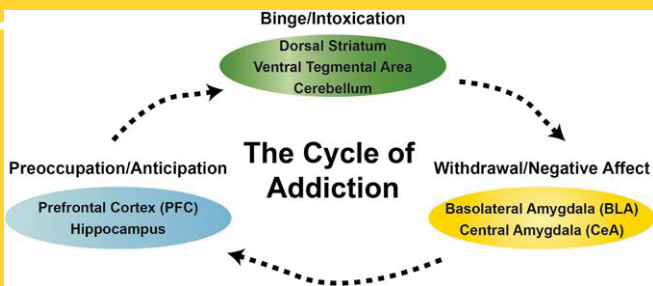 Binge/Intoxication
Dorsal Striatum
Ventral Tegmental Area
Cerebellum
The Cycle of
Addiction
Preoccupation/Anticipation
Prefrontal Cortex (PFC)
Hippocampus
Withdrawal/Negative Affect
Basolateral Amygdala (BLA)
Central Amygdala (CeA)